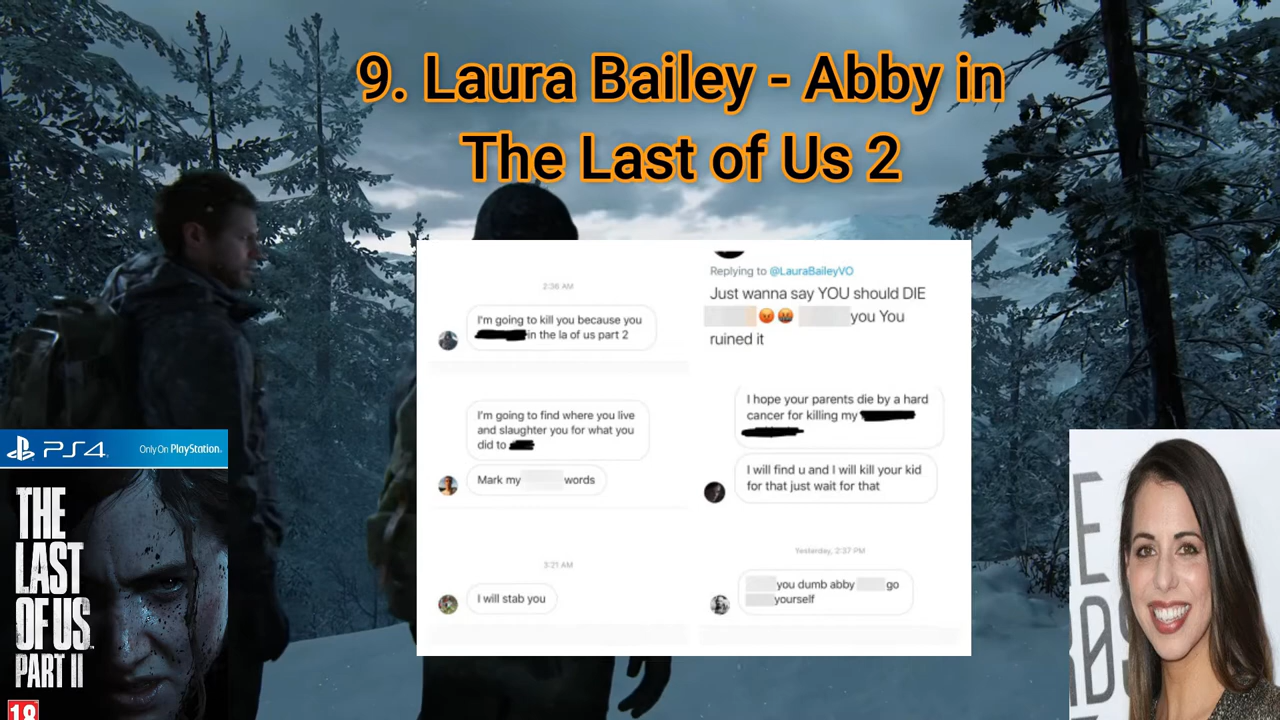 9. Laura Bailey - Abby in
The Last of Us 2
2:36 AM
I'm going to kill you because you
in the la of us part 2
I'm going to find where you live
and slaughter you for what you
did to
Mark my words
3:21 AM
I will stab you
Replying to @LauraBaileyVO
Just wanna say YOU should DIE
😡 🤬 you You
ruined it
I hope your parents die by a hard
cancer for killing my
I will find u and I will kill your kid
for that just wait for that
Yesterday, 2:37 PM
you dumb abby go
yourself
PS4 Only On PlayStation.
THE
LAST
OF US
PART II
18